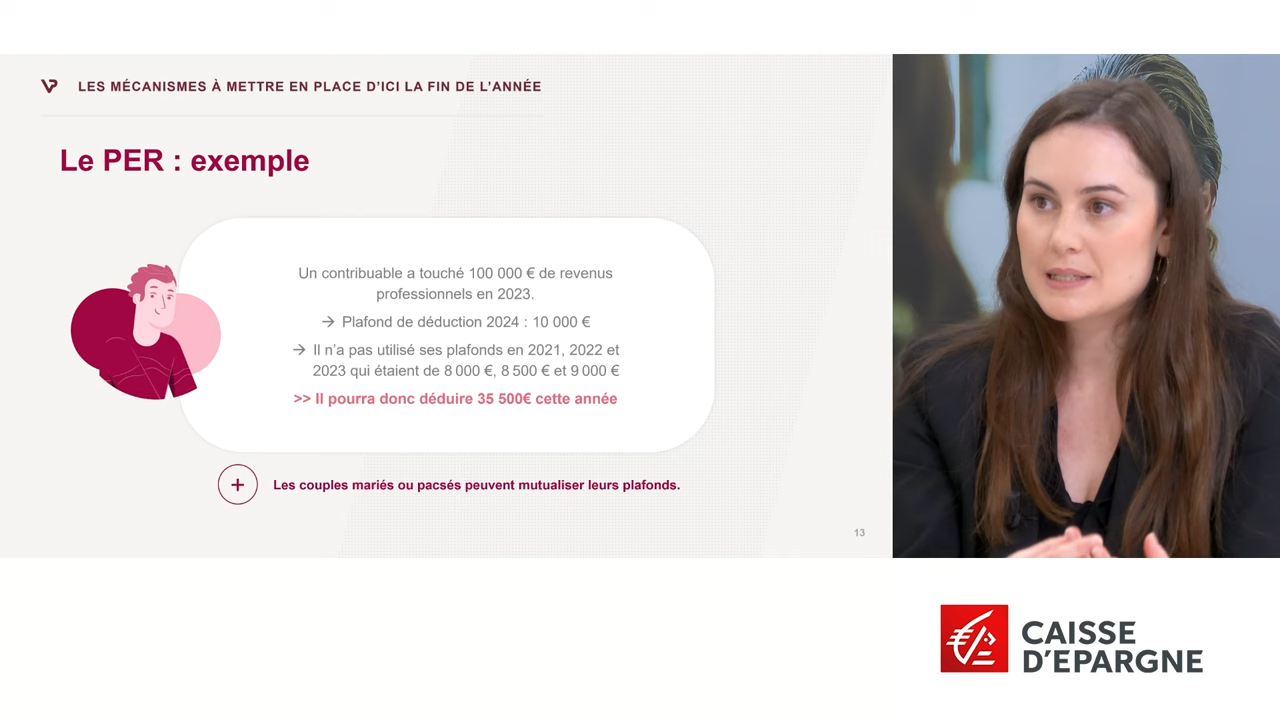 LES MÉCANISMES À METTRE EN PLACE D'ICI LA FIN DE L'ANNÉE
Le PER : exemple
Un contribuable a touché 100 000 € de revenus
professionnels en 2023.
→ Plafond de déduction 2024 : 10 000 €
→ Il n'a pas utilisé ses plafonds en 2021, 2022 et
2023 qui étaient de 8 000 €, 8 500 € et 9 000 €
>> Il pourra donc déduire 35 500€ cette année
+ Les couples mariés ou pacsés peuvent mutualiser leurs plafonds.
13
CAISSE
D'EPARGNE